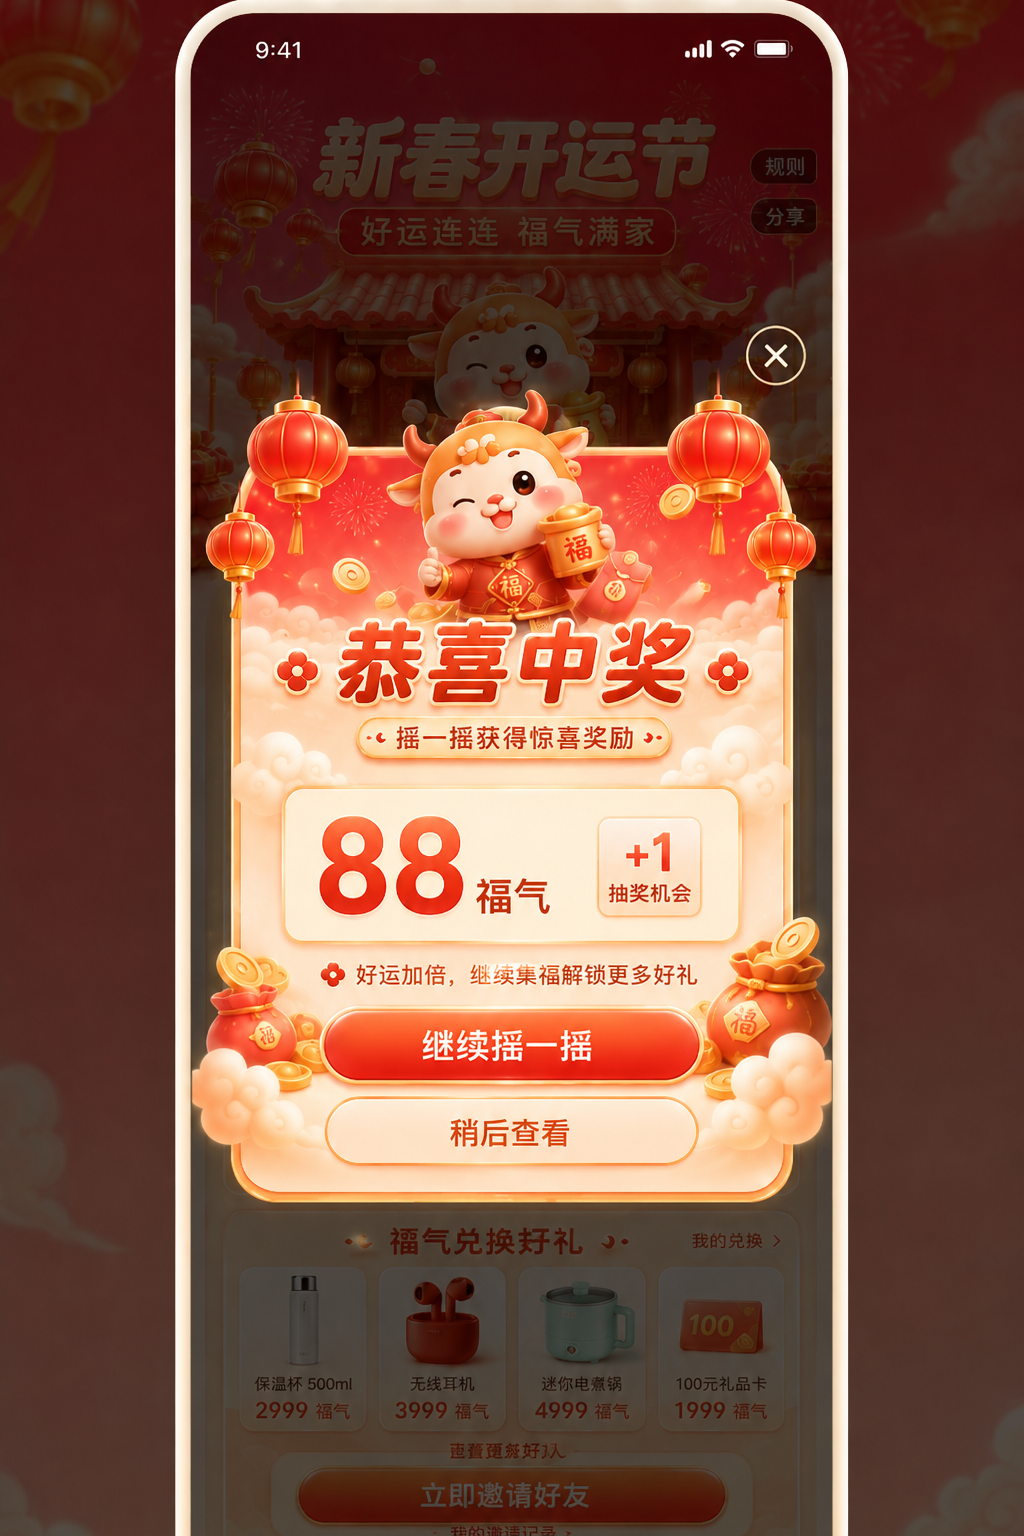 9:41
新春开运节
规则
好运连连 福气满家
分享
福
福
恭喜中奖
摇一摇获得惊喜奖励
88 福气
+1
抽奖机会
好运加倍，继续集福解锁更多好礼
福
福
继续摇一摇
稍后查看
福气兑换好礼
我的兑换 >
100
保温杯 500ml
2999 福气
无线耳机
3999 福气
迷你电煮锅
4999 福气
100元礼品卡
1999 福气
立即邀请好友
我的邀请记录 >